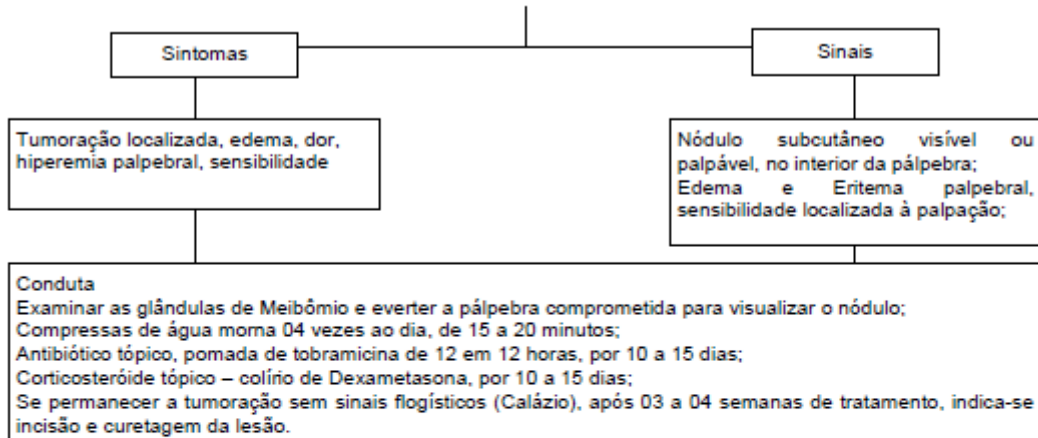 Sintomas
Sinais
Tumoração localizada, edema, dor,
hiperemia palpebral, sensibilidade
Nódulo subcutâneo visível ou
palpável, no interior da pálpebra;
Edema e Eritema palpebral,
sensibilidade localizada à palpação;
Conduta
Examinar as glândulas de Meibômio e everter a pálpebra comprometida para visualizar o nódulo;
Compressas de água morna 04 vezes ao dia, de 15 a 20 minutos;
Antibiótico tópico, pomada de tobramicina de 12 em 12 horas, por 10 a 15 dias;
Corticosteróide tópico – colírio de Dexametasona, por 10 a 15 dias;
Se permanecer a tumoração sem sinais flogísticos (Calázio), após 03 a 04 semanas de tratamento, indica-se
incisão e curetagem da lesão.